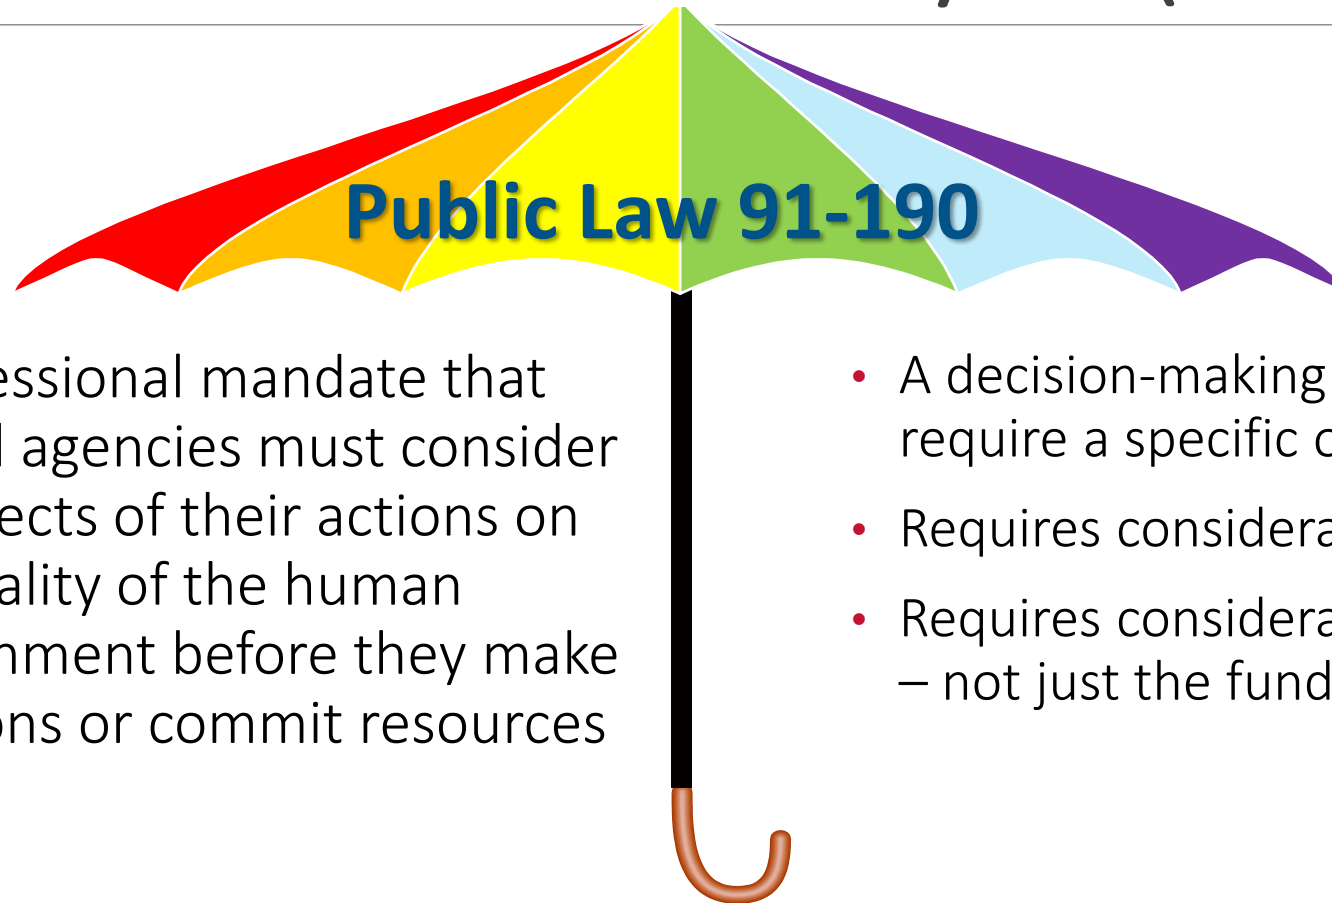 Public Law 91-190
essional mandate that
agencies must consider
ects of their actions on
ality of the human
nment before they make
ons or commit resources
• A decision-making
require a specific
• Requires considera
• Requires considera
– not just the fund